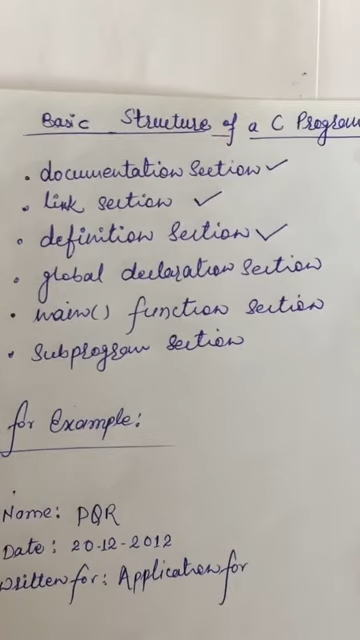 Basic Structure of a C Program
• documentation Section ✓
• link section ✓
• definition Section ✓
• global declaration Section
• main() function section
• Subprogram section
for Example:
Name: PQR
Date: 20-12-2012
written for: Application for